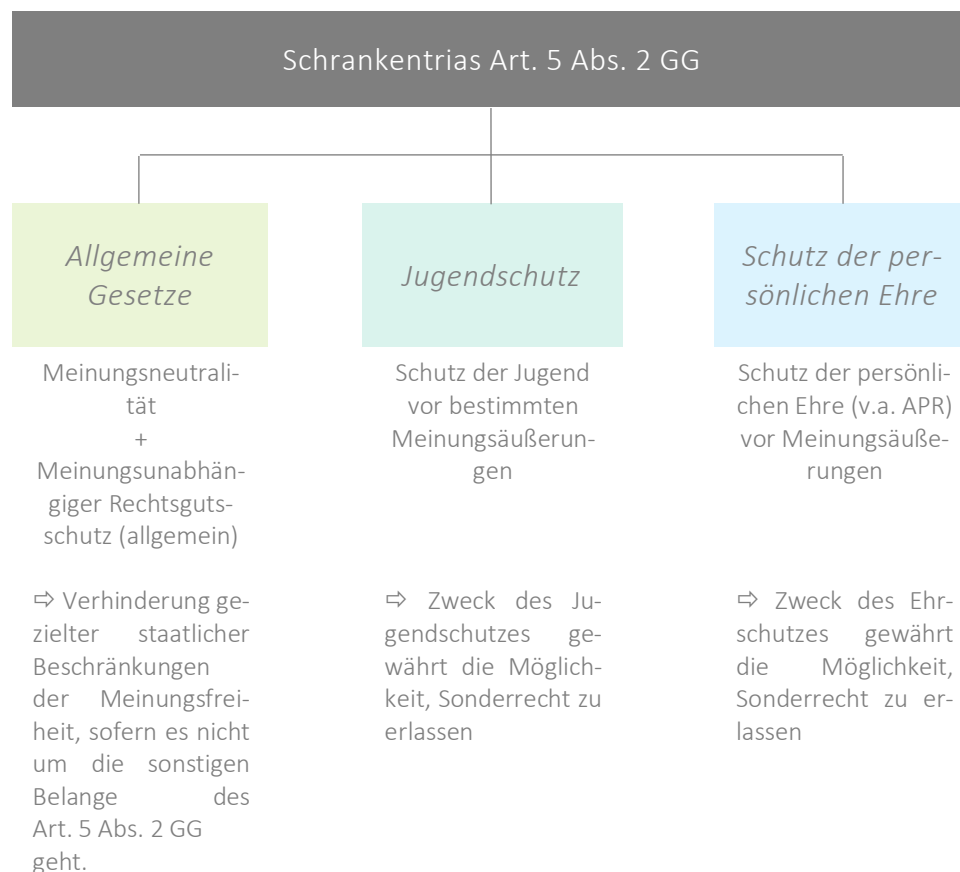 Schrankentrias Art. 5 Abs. 2 GG
Allgemeine
Gesetze
Meinungsneutrali-
tät
+
Meinungsunabhän-
giger Rechtsguts-
schutz (allgemein)
⇨ Verhinderung ge-
zielter staatlicher
Beschränkungen
der Meinungsfrei-
heit, sofern es nicht
um die sonstigen
Belange des
Art. 5 Abs. 2 GG
geht.
Jugendschutz
Schutz der Jugend
vor bestimmten
Meinungsäußerun-
gen
⇨ Zweck des Ju-
gendschutzes ge-
währt die Möglich-
keit, Sonderrecht zu
erlassen
Schutz der per-
sönlichen Ehre
Schutz der persönli-
chen Ehre (v.a. APR)
vor Meinungsäuße-
rungen
⇨ Zweck des Ehr-
schutzes gewährt
die Möglichkeit,
Sonderrecht zu er-
lassen